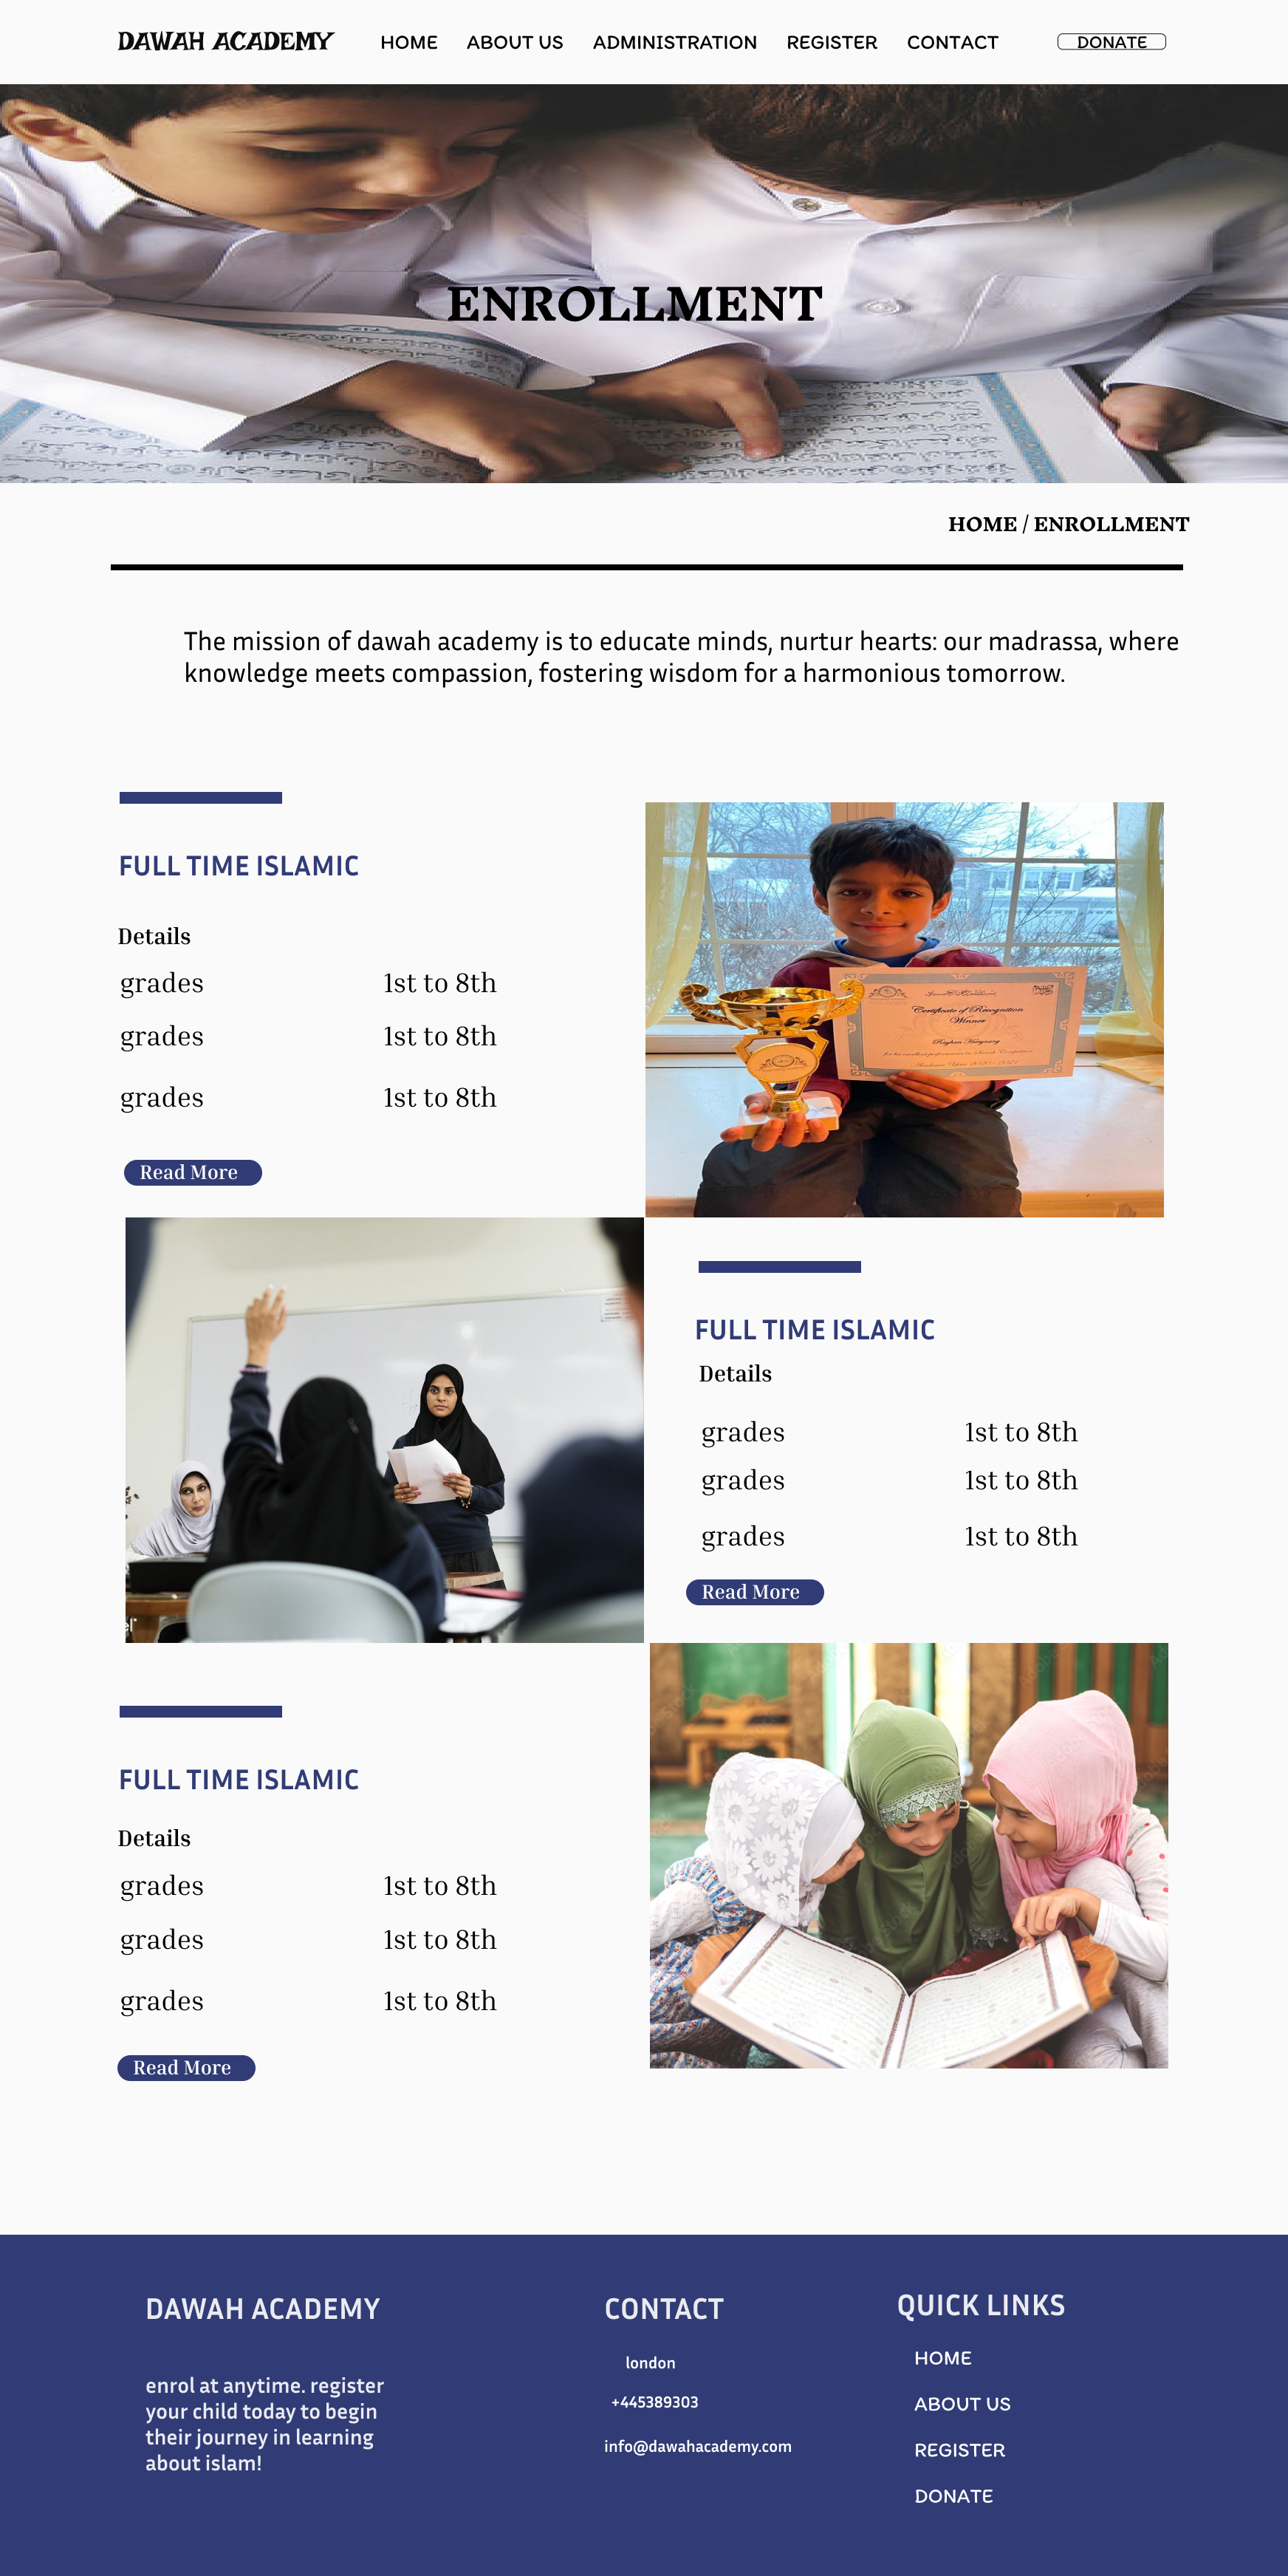 DAWAH ACADEMY
HOME ABOUT US ADMINISTRATION REGISTER CONTACT DONATE
ENROLLMENT
HOME / ENROLLMENT
The mission of dawah academy is to educate minds, nurtur hearts: our madrassa, where
knowledge meets compassion, fostering wisdom for a harmonious tomorrow.
FULL TIME ISLAMIC
Details
grades 1st to 8th
grades 1st to 8th
grades 1st to 8th
Read More
Certificate of Recognition
Winner
FULL TIME ISLAMIC
Details
grades 1st to 8th
grades 1st to 8th
grades 1st to 8th
Read More
FULL TIME ISLAMIC
Details
grades 1st to 8th
grades 1st to 8th
grades 1st to 8th
Read More
DAWAH ACADEMY
enrol at anytime. register
your child today to begin
their journey in learning
about islam!
CONTACT
london
+445389303
info@dawahacademy.com
QUICK LINKS
HOME
ABOUT US
REGISTER
DONATE